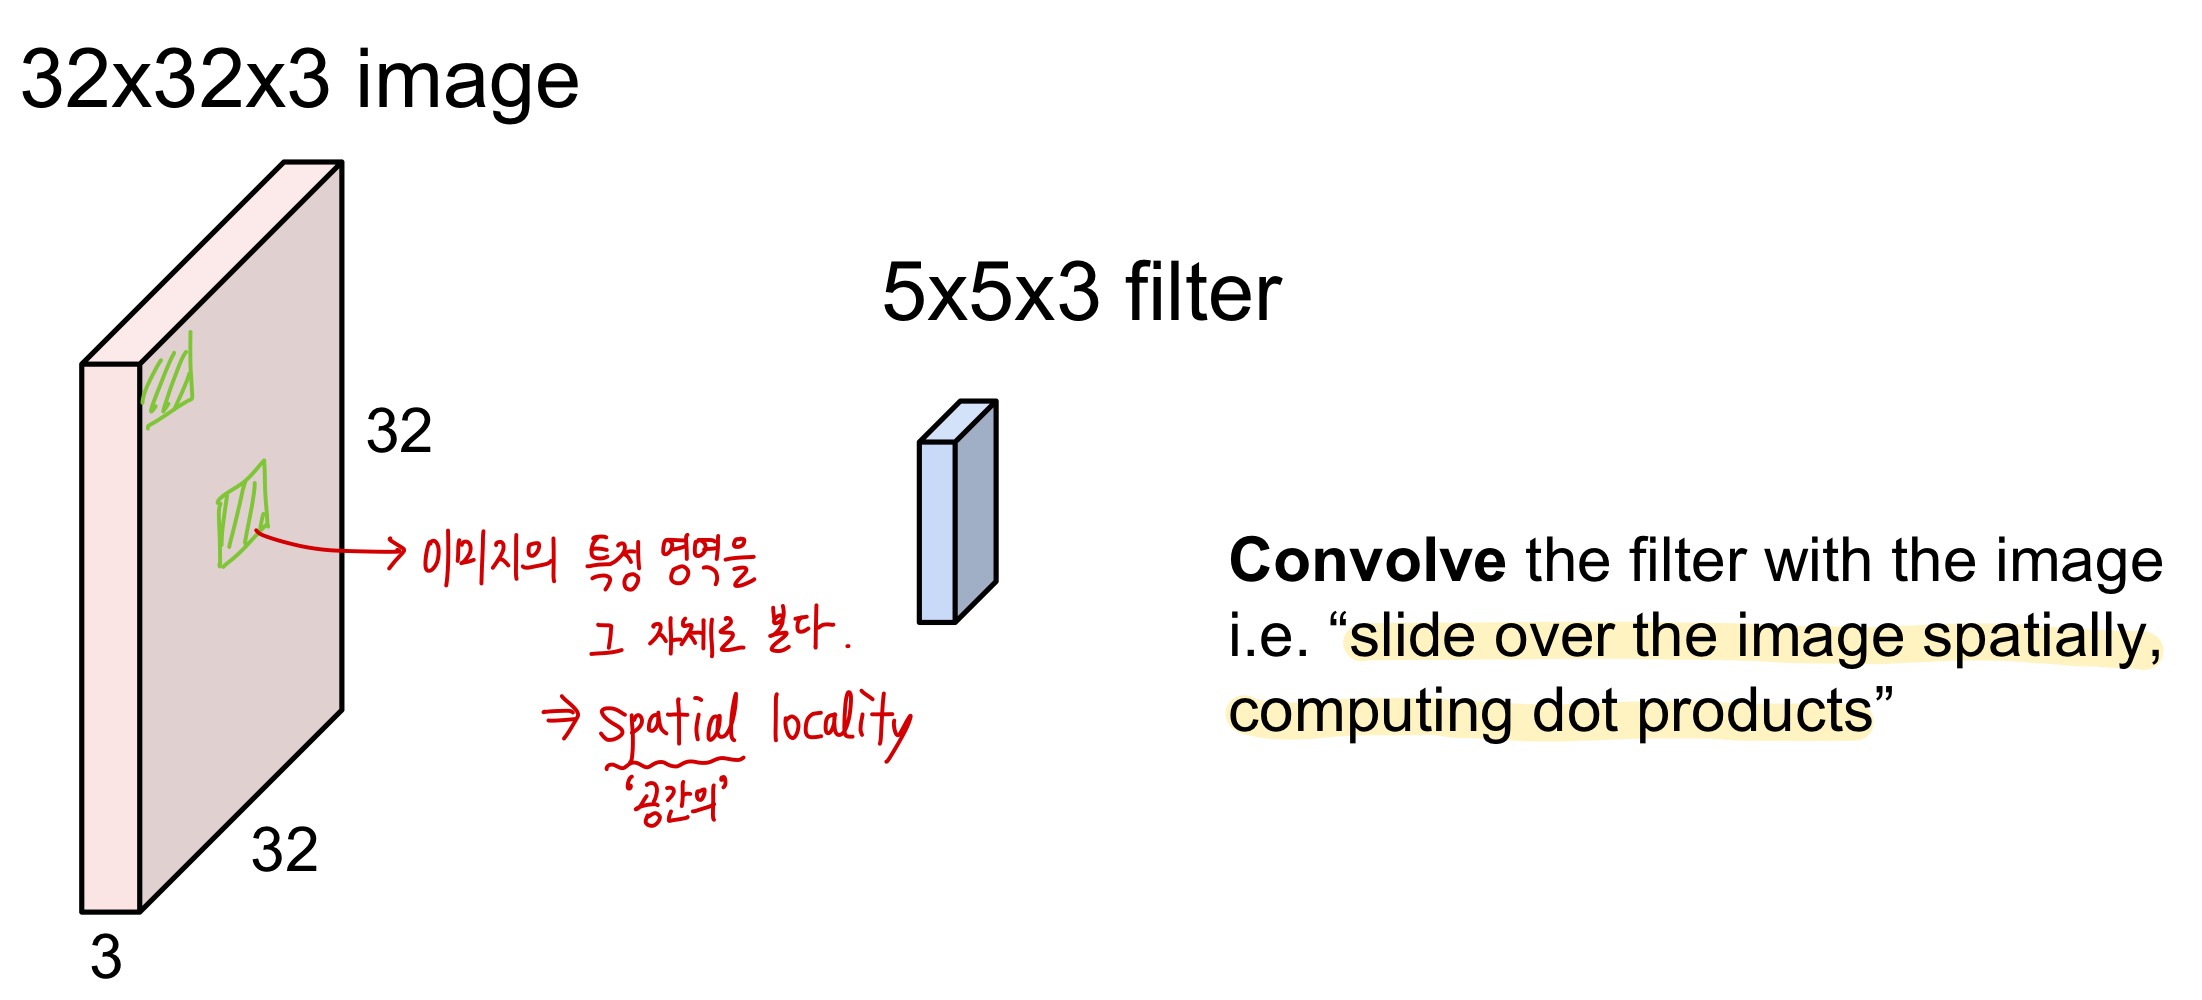 32x32x3 image
32
32
3
이미지의 특정 영역을
그 자체로 본다.
⇒ spatial locality
'공간의'
5x5x3 filter
Convolve the filter with the image
i.e. “slide over the image spatially,
computing dot products”